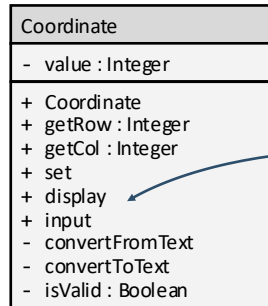 Coordinate
- value : Integer
+ Coordinate
+ getRow : Integer
+ getCol : Integer
+ set
+ display
+ input
- convertFromText
- convertToText
- isValid : Boolean